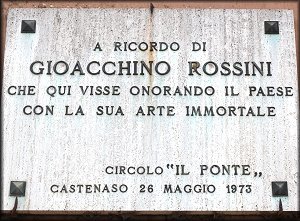 A RICORDO DI
GIOACCHINO ROSSINI
CHE QUI VISSE ONORANDO IL PAESE
CON LA SUA ARTE IMMORTALE
CIRCOLO "IL PONTE„
CASTENASO 26 MAGGIO 1973